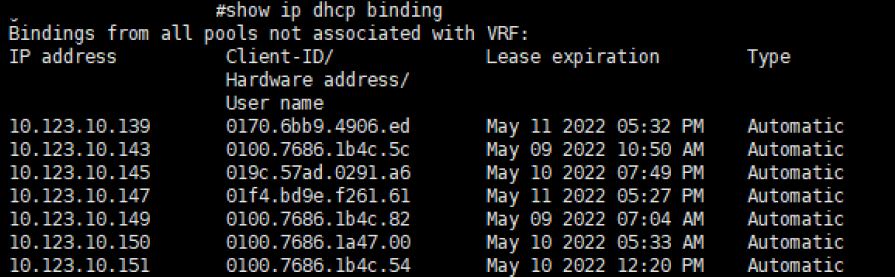 #show ip dhcp binding
Bindings from all pools not associated with VRF:
IP address Client-ID/ Lease expiration Type
Hardware address/
User name
10.123.10.139 0170.6bb9.4906.ed May 11 2022 05:32 PM Automatic
10.123.10.143 0100.7686.1b4c.5c May 09 2022 10:50 AM Automatic
10.123.10.145 019c.57ad.0291.a6 May 10 2022 07:49 PM Automatic
10.123.10.147 01f4.bd9e.f261.61 May 11 2022 05:27 PM Automatic
10.123.10.149 0100.7686.1b4c.82 May 09 2022 07:04 AM Automatic
10.123.10.150 0100.7686.1a47.00 May 10 2022 05:33 AM Automatic
10.123.10.151 0100.7686.1b4c.54 May 10 2022 12:20 PM Automatic